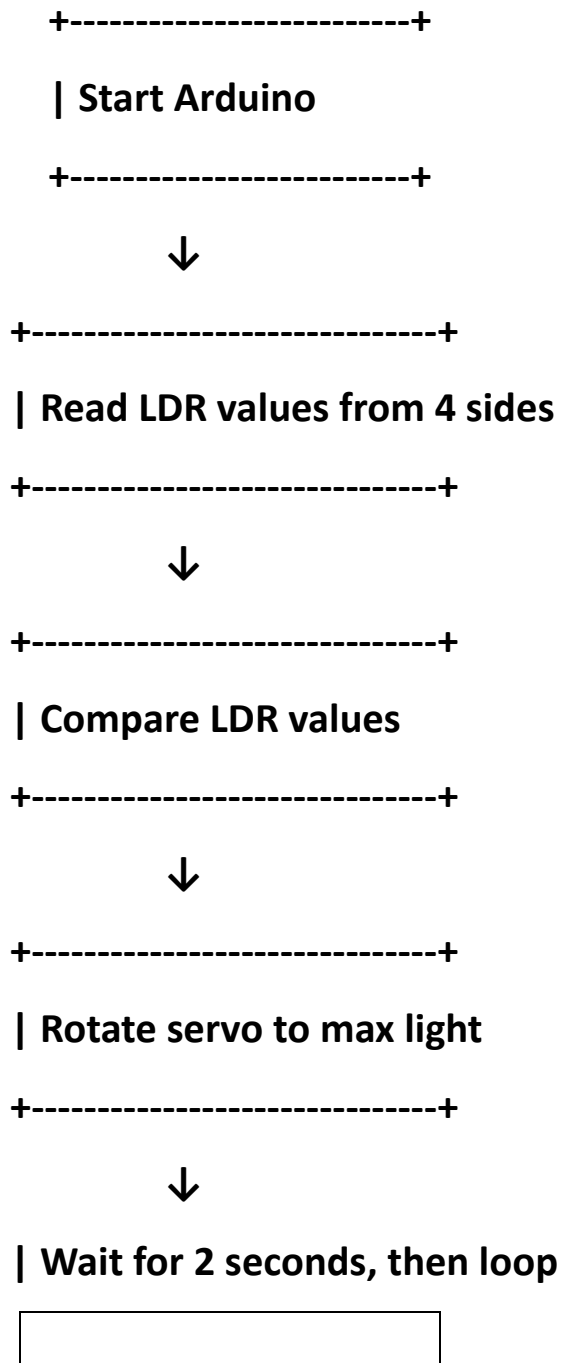 +--------------------------+
| Start Arduino
+--------------------------+
↓
+-------------------------------+
| Read LDR values from 4 sides
+-------------------------------+
↓
+-------------------------------+
| Compare LDR values
+-------------------------------+
↓
+-------------------------------+
| Rotate servo to max light
+-------------------------------+
↓
| Wait for 2 seconds, then loop